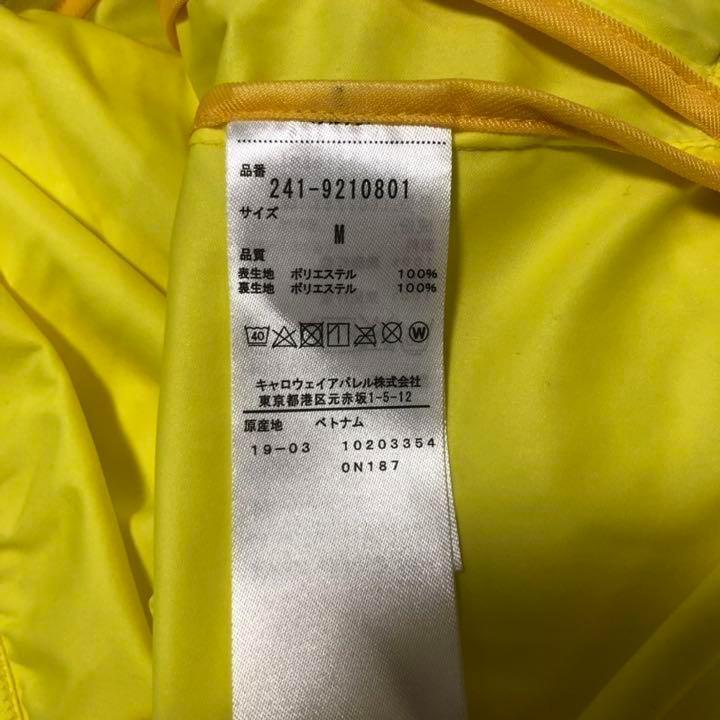 品番
241-9210801
サイズ
M
品質
表生地 ポリエステル 100%
裏生地 ポリエステル 100%
40 W
キャロウェイアパレル株式会社
東京都港区元赤坂1-5-12
原産地 ベトナム
19-03 10203354
0N187